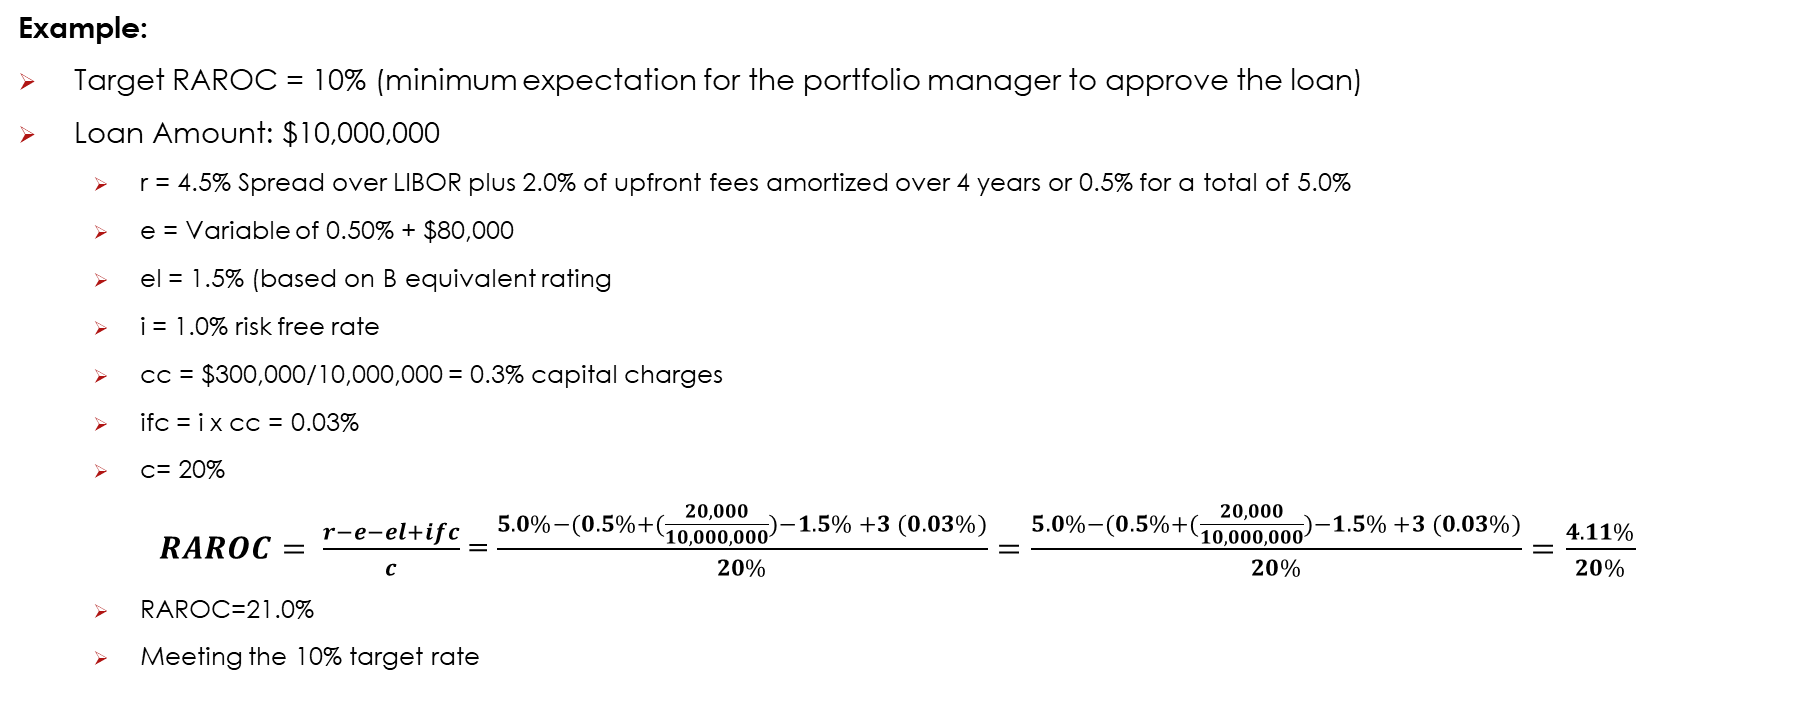 Example:
Target RAROC = 10% (minimum expectation for the portfolio manager to approve the loan)
Loan Amount: $10,000,000
r = 4.5% Spread over LIBOR plus 2.0% of upfront fees amortized over 4 years or 0.5% for a total of 5.0%
e = Variable of 0.50% + $80,000
el = 1.5% (based on B equivalent rating
i = 1.0% risk free rate
cc = $300,000/10,000,000 = 0.3% capital charges
ifc = i x cc = 0.03%
c= 20%
RAROC = r−e−el+ifc / c = 5.0%−(0.5%+(20,000/10,000,000)−1.5% +3 (0.03%) / 20% = 5.0%−(0.5%+(20,000/10,000,000)−1.5% +3 (0.03%) / 20% = 4.11% / 20%
RAROC=21.0%
Meeting the 10% target rate